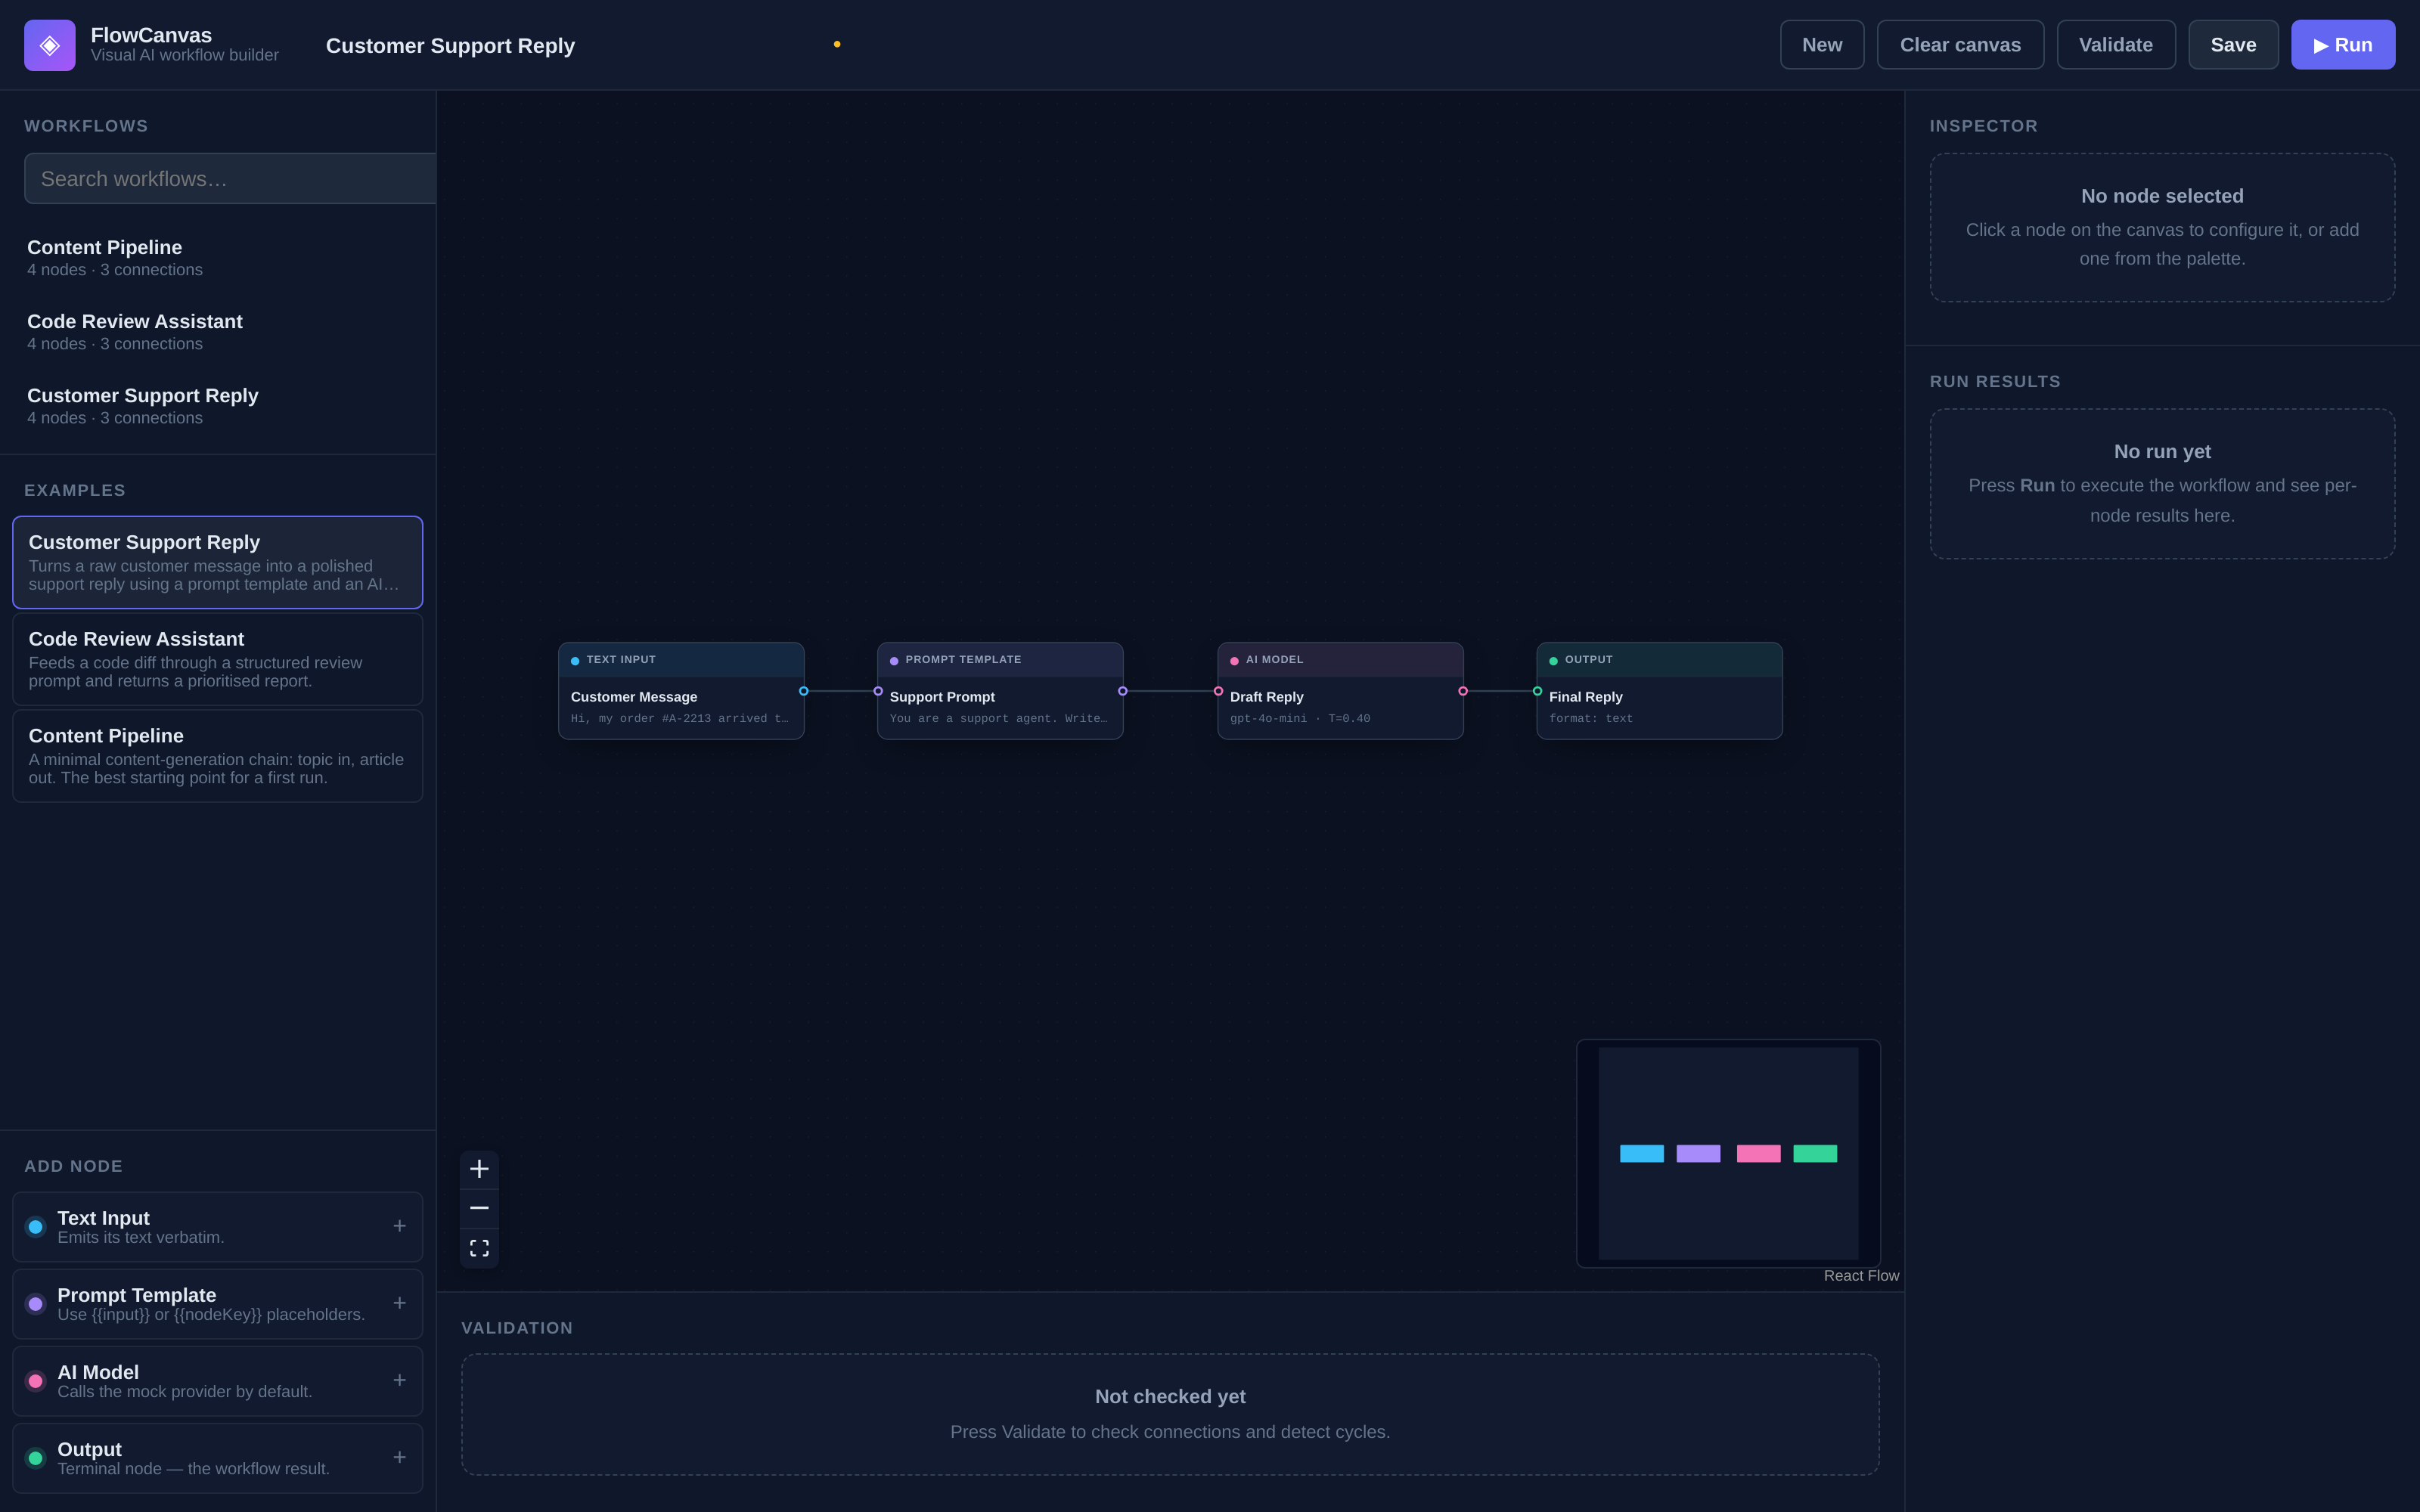 FlowCanvas
Visual AI workflow builder
Customer Support Reply
New
Clear canvas
Validate
Save
▶ Run
WORKFLOWS
Search workflows…
Content Pipeline
4 nodes · 3 connections
Code Review Assistant
4 nodes · 3 connections
Customer Support Reply
4 nodes · 3 connections
EXAMPLES
Customer Support Reply
Turns a raw customer message into a polished
support reply using a prompt template and an AI…
Code Review Assistant
Feeds a code diff through a structured review
prompt and returns a prioritised report.
Content Pipeline
A minimal content-generation chain: topic in, article
out. The best starting point for a first run.
ADD NODE
Text Input
Emits its text verbatim.
+
Prompt Template
Use {{input}} or {{nodeKey}} placeholders.
+
AI Model
Calls the mock provider by default.
+
Output
Terminal node — the workflow result.
+
TEXT INPUT
Customer Message
Hi, my order #A-2213 arrived t…
PROMPT TEMPLATE
Support Prompt
You are a support agent. Write…
AI MODEL
Draft Reply
gpt-4o-mini · T=0.40
OUTPUT
Final Reply
format: text
React Flow
VALIDATION
Not checked yet
Press Validate to check connections and detect cycles.
INSPECTOR
No node selected
Click a node on the canvas to configure it, or add
one from the palette.
RUN RESULTS
No run yet
Press Run to execute the workflow and see per-
node results here.